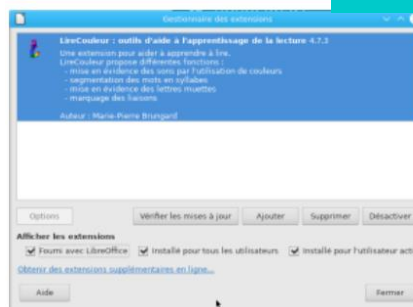 Gestionnaire des extensions
LireCouleur : outils d'aide à l'apprentissage de la lecture 4.7.3
Une extension pour aider à apprendre à lire.
LireCouleur propose différentes fonctions :
- mise en évidence des sons par l'utilisation de couleurs
- segmentation des mots en syllabes
- mise en évidence des lettres muettes
- marquage des liaisons
Auteur : Marie-Pierre Brungard
Options Vérifier les mises à jour Ajouter Supprimer Désactiver
Afficher les extensions
Fourni avec LibreOffice Installé pour tous les utilisateurs Installé pour l'utilisateur acti
Obtenir des extensions supplémentaires en ligne...
Aide Fermer